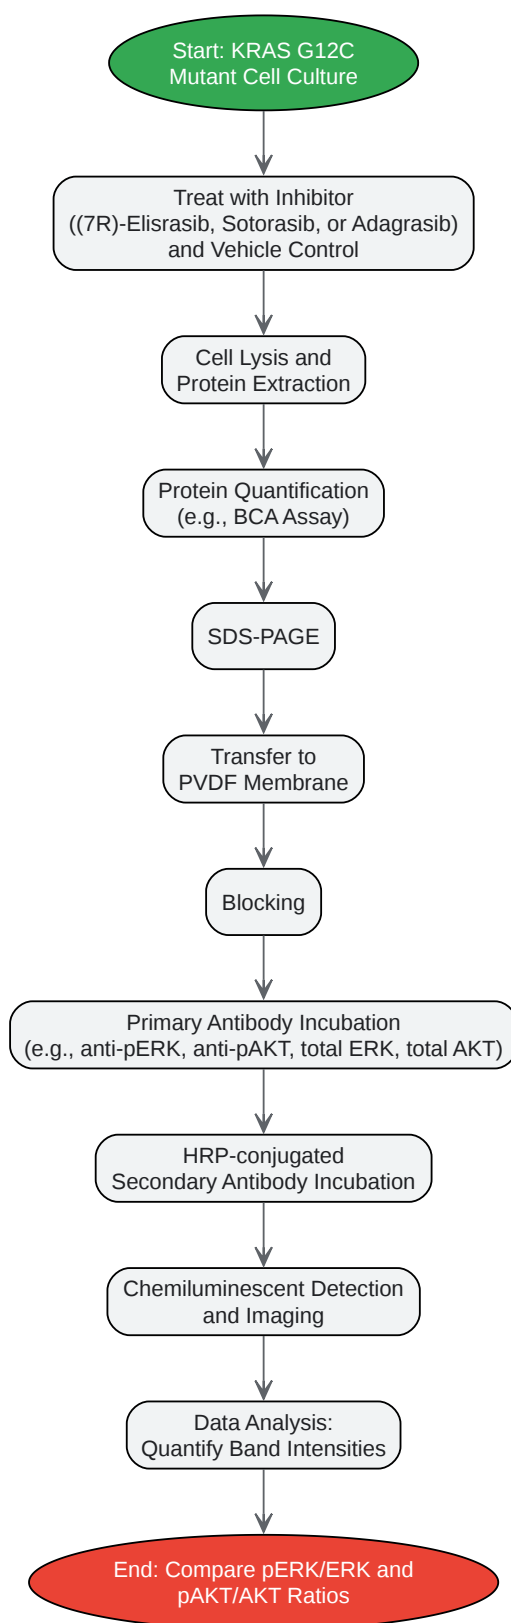 Start: KRAS G12C
Mutant Cell Culture
Treat with Inhibitor
((7R)-Elisrasib, Sotorasib, or Adagrasib)
and Vehicle Control
Cell Lysis and
Protein Extraction
Protein Quantification
(e.g., BCA Assay)
SDS-PAGE
Transfer to
PVDF Membrane
Blocking
Primary Antibody Incubation
(e.g., anti-pERK, anti-pAKT, total ERK, total AKT)
HRP-conjugated
Secondary Antibody Incubation
Chemiluminescent Detection
and Imaging
Data Analysis:
Quantify Band Intensities
End: Compare pERK/ERK and
pAKT/AKT Ratios